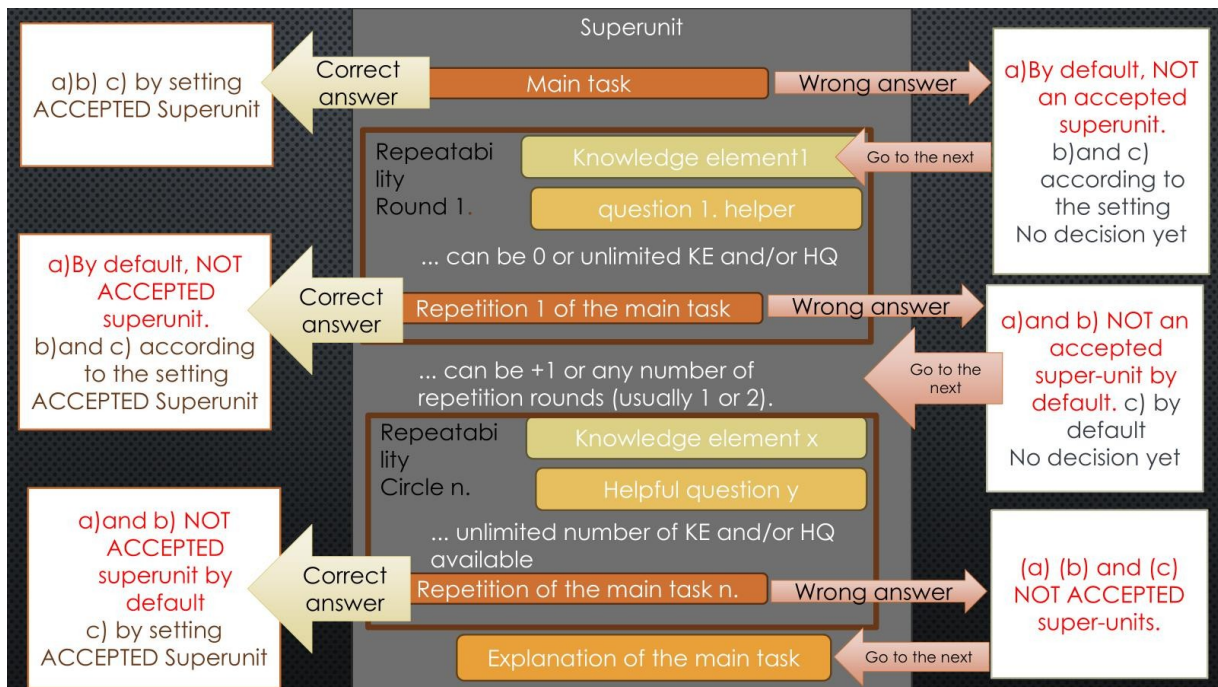 Superunit
a)b) c) by setting
ACCEPTED Superunit
Correct
answer
Main task
Wrong answer
a)By default, NOT
an accepted
superunit.
b)and c)
according to
the setting
No decision yet
Repeatabi
lity
Round 1.
Knowledge element1
Go to the next
question 1. helper
... can be 0 or unlimited KE and/or HQ
a)By default, NOT
ACCEPTED
superunit.
b)and c) according
to the setting
ACCEPTED Superunit
Correct
answer
Repetition 1 of the main task
Wrong answer
a)and b) NOT an
accepted
super-unit by
default. c) by
default
No decision yet
... can be +1 or any number of
repetition rounds (usually 1 or 2).
Go to the
next
Repeatabi
lity
Circle n.
Knowledge element x
Helpful question y
... unlimited number of KE and/or HQ
available
a)and b) NOT
ACCEPTED
superunit by
default
c) by setting
ACCEPTED Superunit
Correct
answer
Repetition of the main task n.
Wrong answer
(a) (b) and (c)
NOT ACCEPTED
super-units.
Explanation of the main task
Go to the next